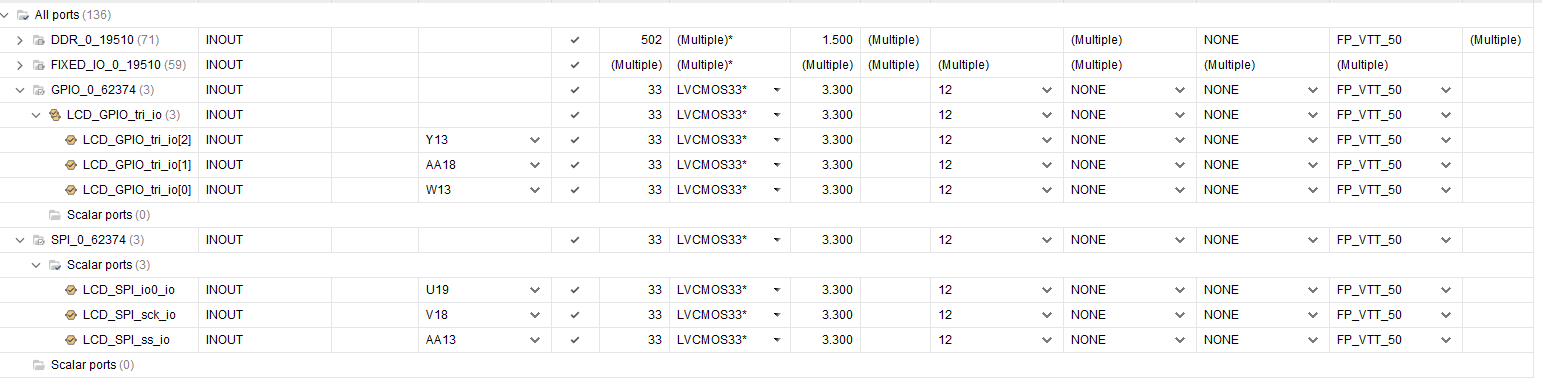 All ports (136)
DDR_0_19510 (71) INOUT 502 (Multiple)* 1.500 (Multiple) (Multiple) NONE FP_VTT_50 (Multiple)
FIXED_IO_0_19510 (59) INOUT (Multiple) (Multiple)* (Multiple) (Multiple) (Multiple) (Multiple) (Multiple) (Multiple)
GPIO_0_62374 (3) INOUT 33 LVCMOS33* 3.300 12 NONE NONE FP_VTT_50
LCD_GPIO_tri_io (3) INOUT 33 LVCMOS33* 3.300 12 NONE NONE FP_VTT_50
LCD_GPIO_tri_io[2] INOUT Y13 33 LVCMOS33* 3.300 12 NONE NONE FP_VTT_50
LCD_GPIO_tri_io[1] INOUT AA18 33 LVCMOS33* 3.300 12 NONE NONE FP_VTT_50
LCD_GPIO_tri_io[0] INOUT W13 33 LVCMOS33* 3.300 12 NONE NONE FP_VTT_50
Scalar ports (0)
SPI_0_62374 (3) INOUT 33 LVCMOS33* 3.300 12 NONE NONE FP_VTT_50
Scalar ports (3)
LCD_SPI_io0_io INOUT U19 33 LVCMOS33* 3.300 12 NONE NONE FP_VTT_50
LCD_SPI_sck_io INOUT V18 33 LVCMOS33* 3.300 12 NONE NONE FP_VTT_50
LCD_SPI_ss_io INOUT AA13 33 LVCMOS33* 3.300 12 NONE NONE FP_VTT_50
Scalar ports (0)